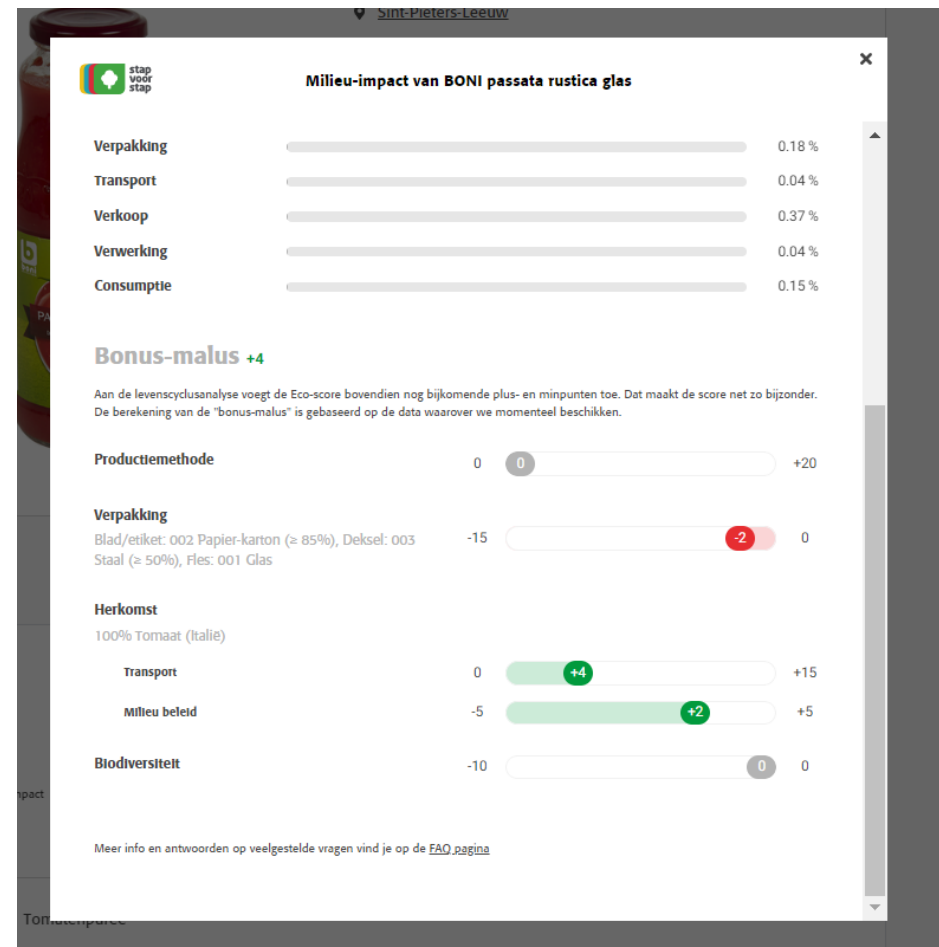 Sint-Pieters-Leeuw
stap
voor
stap
Milieu-impact van BONI passata rustica glas
×
Verpakking 0.18 %
Transport 0.04 %
Verkoop 0.37 %
Verwerking 0.04 %
Consumptie 0.15 %
Bonus-malus +4
Aan de levenscyclusanalyse voegt de Eco-score bovendien nog bijkomende plus- en minpunten toe. Dat maakt de score net zo bijzonder.
De berekening van de "bonus-malus" is gebaseerd op de data waarover we momenteel beschikken.
Productiemethode 0 0 +20
Verpakking
Blad/etiket: 002 Papier-karton (≥ 85%), Deksel: 003
Staal (≥ 50%), Fles: 001 Glas
-15 -2 0
Herkomst
100% Tomaat (Italië)
Transport 0 +4 +15
Milieu beleid -5 +2 +5
Biodiversiteit -10 0 0
Meer info en antwoorden op veelgestelde vragen vind je op de FAQ pagina